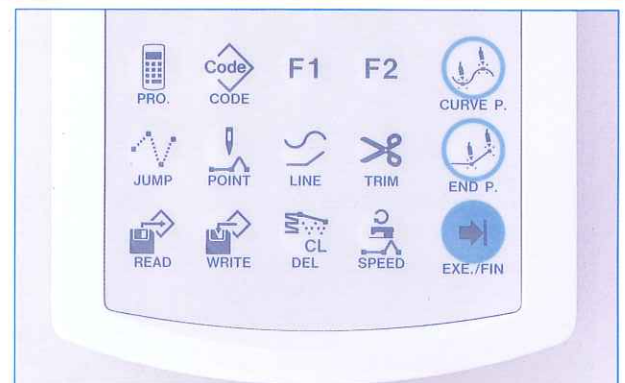 Code F1 F2
PRO. CODE CURVE P.
JUMP POINT LINE TRIM END P.
CL
READ WRITE DEL SPEED EXE./FIN